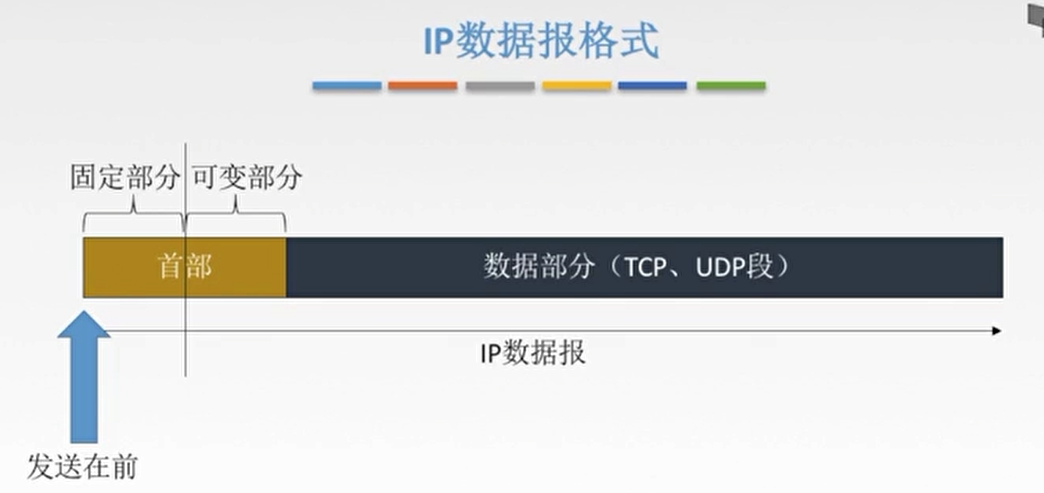 IP数据报格式
固定部分 可变部分
首部
数据部分（TCP、UDP段）
IP数据报
发送在前